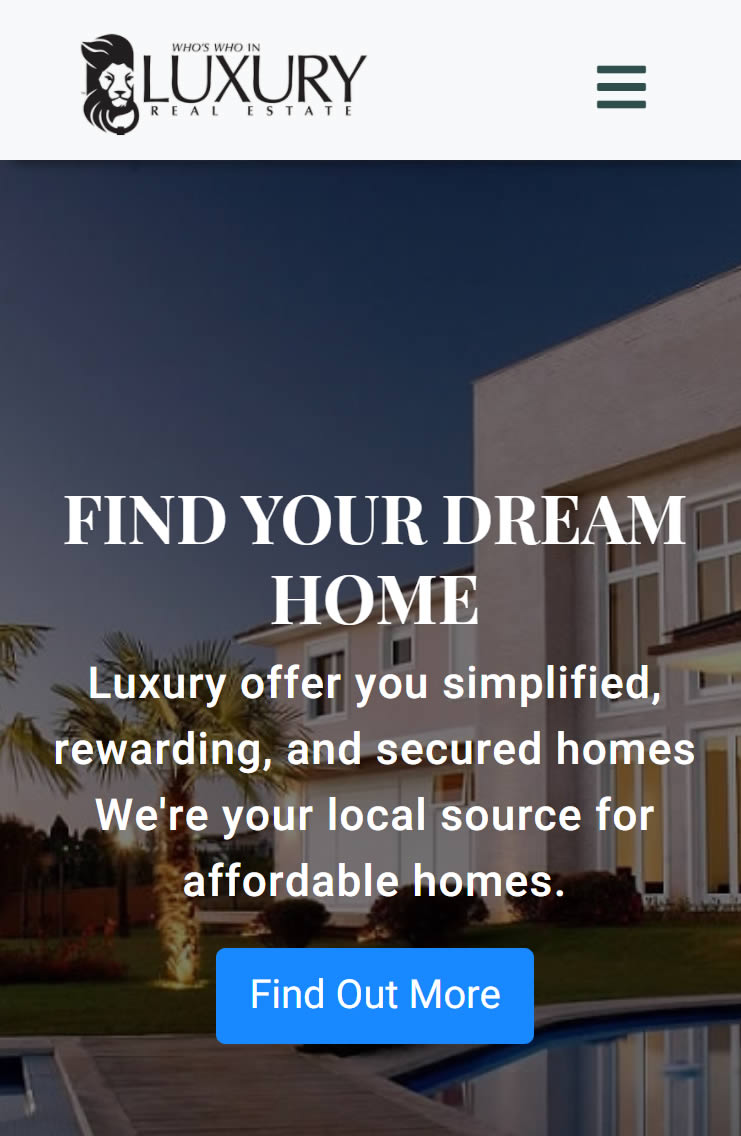 WHO'S WHO IN
LUXURY
REAL ESTATE
FIND YOUR DREAM
HOME
Luxury offer you simplified,
rewarding, and secured homes
We're your local source for
affordable homes.
Find Out More